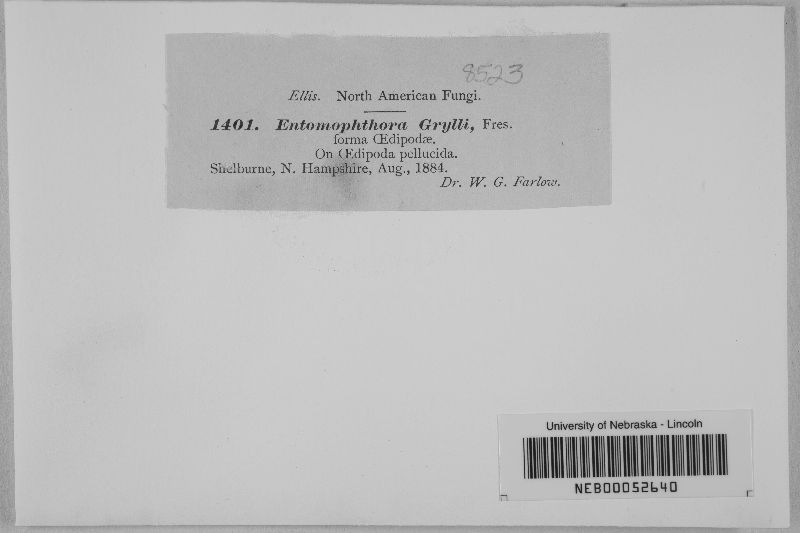 8523
Ellis. North American Fungi.
1401. Entomophthora Grylli, Fres.
forma Œdipodæ.
On Œdipoda pellucida.
Shelburne, N. Hampshire, Aug., 1884.
Dr. W. G. Farlow.
University of Nebraska - Lincoln
NEB00052640